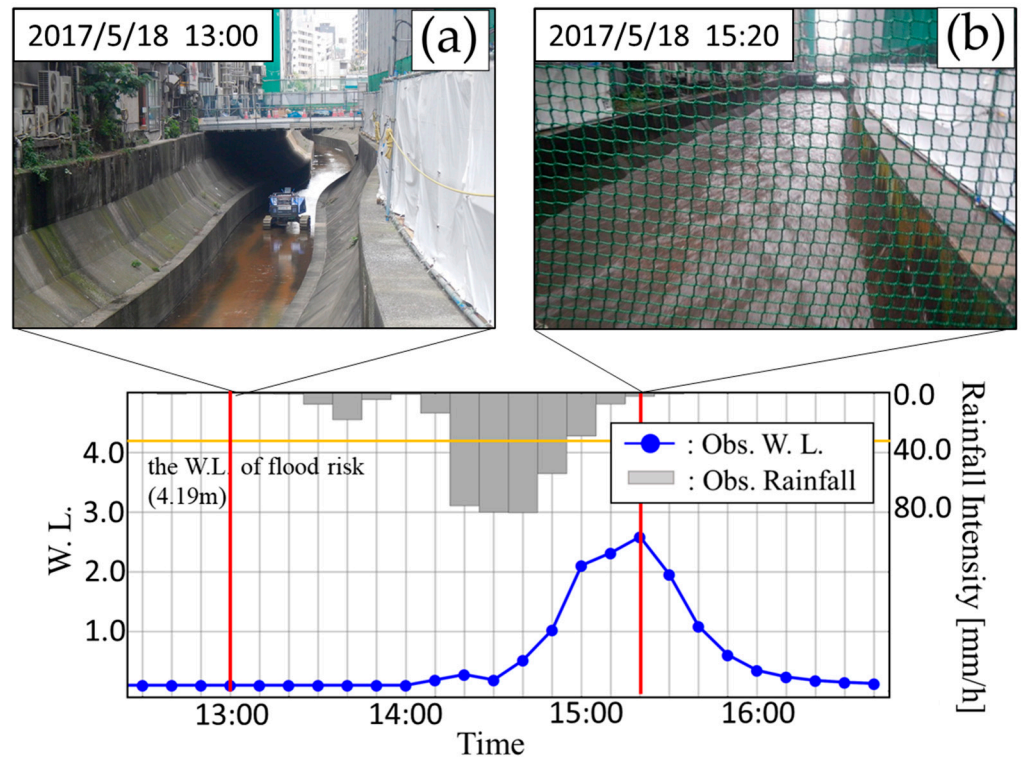 2017/5/18 13:00
(a)
2017/5/18 15:20
(b)
0.0
: Obs. W. L.
4.0
40.0
the W.L. of flood risk
(4.19m)
: Obs. Rainfall
3.0
80.0
2.0
1.0
W. L.
Rainfall Intensity [mm/h]
13:00
14:00
15:00
16:00
Time